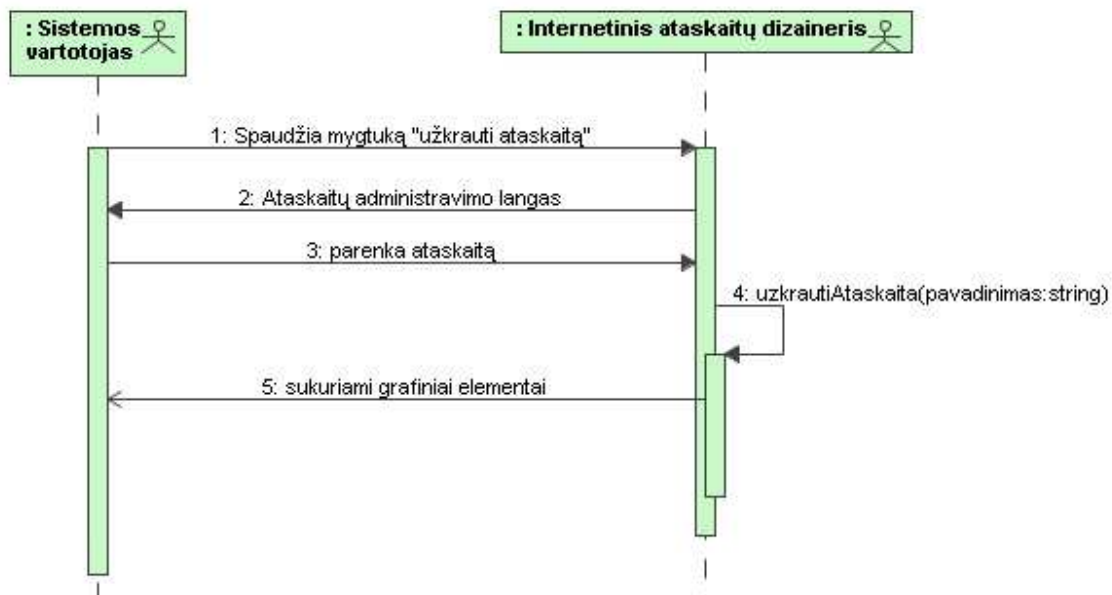 : Sistemos
vartotojas
: Internetinis ataskaitų dizaineris
1: Spaudžia mygtuką "užkrauti ataskaitą"
2: Ataskaitų administravimo langas
3: parenka ataskaitą
4: uzkrautiAtaskaita(pavadinimas:string)
5: sukuriami grafiniai elementai